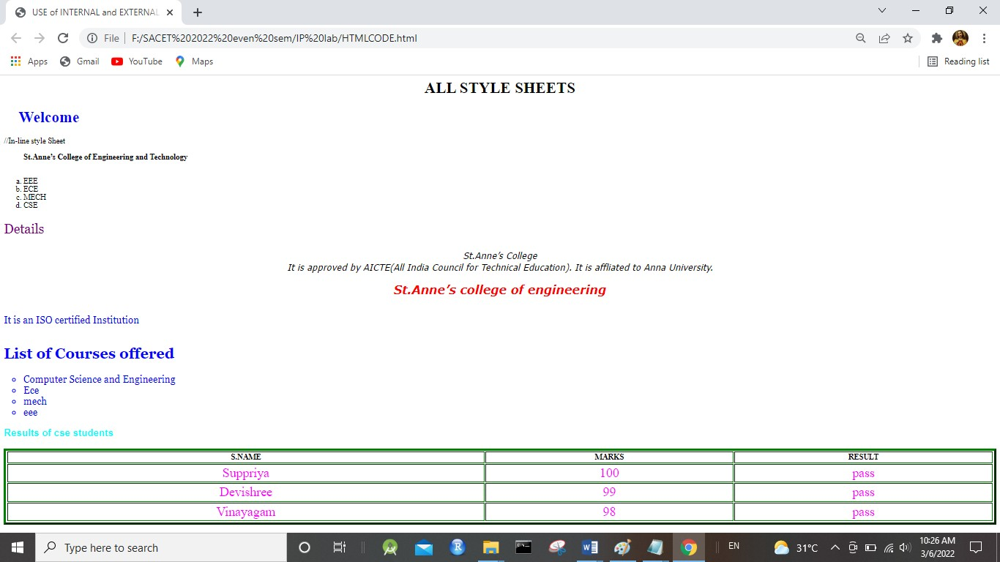 USE of INTERNAL and EXTERNAL
File F:/SACET%202022%20even%20sem/IP%20lab/HTMLCODE.html
Apps Gmail YouTube Maps Reading list
ALL STYLE SHEETS
Welcome
//In-line style Sheet
St.Anne's College of Engineering and Technology
a. EEE
b. ECE
c. MECH
d. CSE
Details
St.Anne's College
It is approved by AICTE(All India Council for Technical Education). It is affliated to Anna University.
St.Anne's college of engineering
It is an ISO certified Institution
List of Courses offered
Computer Science and Engineering
Ece
mech
eee
Results of cse students
S.NAME MARKS RESULT
Suppriya 100 pass
Devishree 99 pass
Vinayagam 98 pass
Type here to search
EN
31°C
10:26 AM
3/6/2022